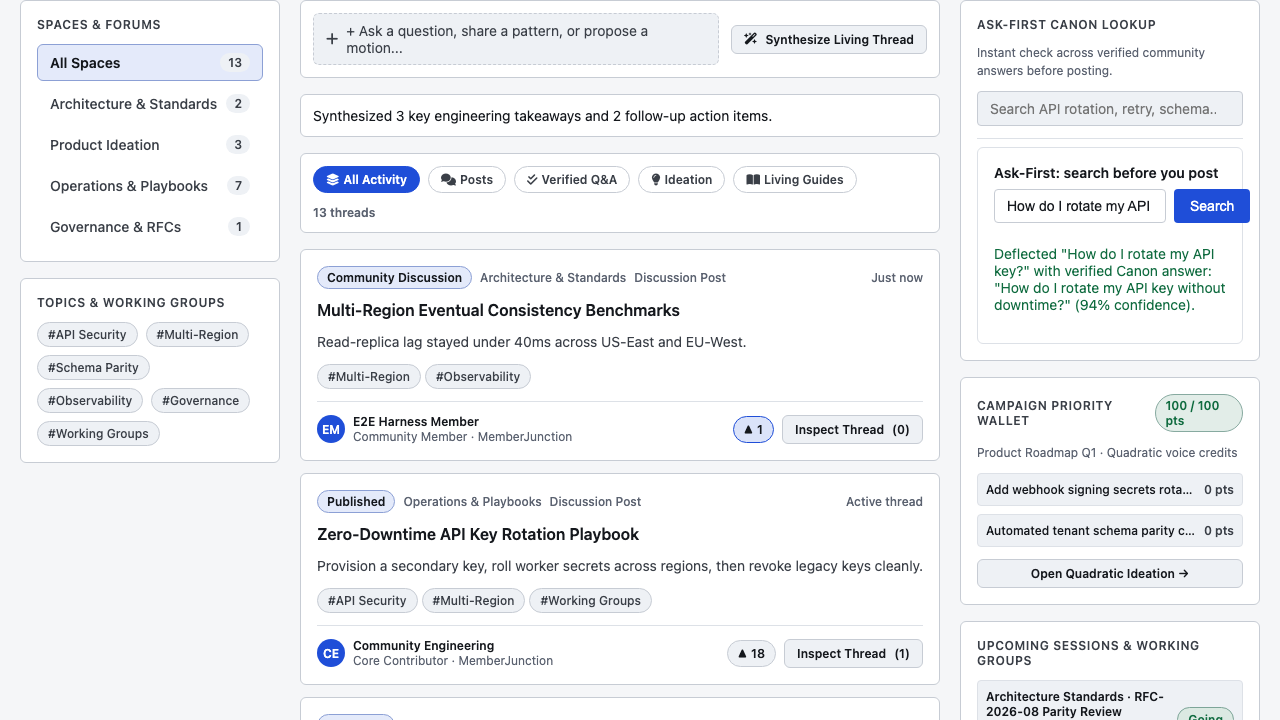 SPACES & FORUMS
All Spaces 13
Architecture & Standards 2
Product Ideation 3
Operations & Playbooks 7
Governance & RFCs 1
TOPICS & WORKING GROUPS
#API Security #Multi-Region
#Schema Parity
#Observability #Governance
#Working Groups
+ Ask a question, share a pattern, or propose a
motion...
Synthesize Living Thread
Synthesized 3 key engineering takeaways and 2 follow-up action items.
All Activity Posts Verified Q&A Ideation Living Guides
13 threads
Community Discussion Architecture & Standards Discussion Post Just now
Multi-Region Eventual Consistency Benchmarks
Read-replica lag stayed under 40ms across US-East and EU-West.
#Multi-Region #Observability
EM E2E Harness Member
Community Member · MemberJunction
▲ 1 Inspect Thread (0)
Published Operations & Playbooks Discussion Post Active thread
Zero-Downtime API Key Rotation Playbook
Provision a secondary key, roll worker secrets across regions, then revoke legacy keys cleanly.
#API Security #Multi-Region #Working Groups
CE Community Engineering
Core Contributor · MemberJunction
▲ 18 Inspect Thread (1)
ASK-FIRST CANON LOOKUP
Instant check across verified community
answers before posting.
Search API rotation, retry, schema..
Ask-First: search before you post
How do I rotate my API Search
Deflected "How do I rotate my API
key?" with verified Canon answer:
"How do I rotate my API key without
downtime?" (94% confidence).
CAMPAIGN PRIORITY
WALLET
100 / 100
pts
Product Roadmap Q1 · Quadratic voice credits
Add webhook signing secrets rota... 0 pts
Automated tenant schema parity c... 0 pts
Open Quadratic Ideation →
UPCOMING SESSIONS & WORKING
GROUPS
Architecture Standards · RFC-
2026-08 Parity Review
Going